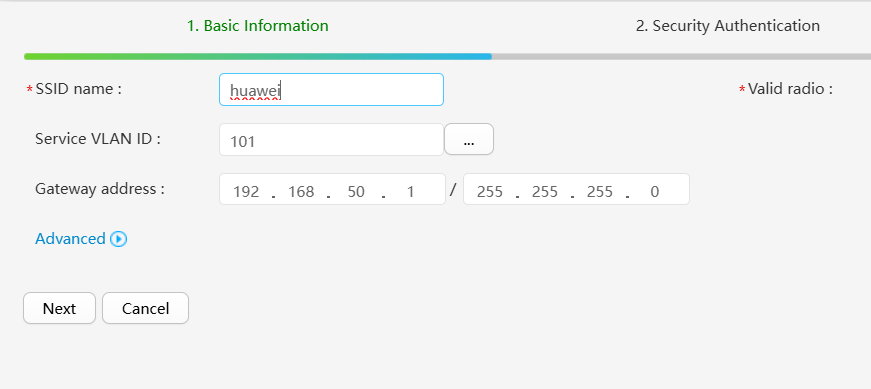 1. Basic Information 2. Security Authentication
*SSID name : huawei *Valid radio :
Service VLAN ID : 101 ...
Gateway address : 192 . 168 . 50 . 1 / 255 . 255 . 255 . 0
Advanced
Next Cancel